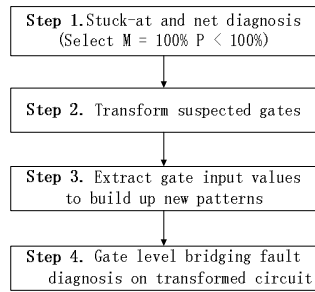 Step 1.Stuck-at and net diagnosis
(Select M = 100% P < 100%)
Step 2. Transform suspected gates
Step 3. Extract gate input values
to build up new patterns
Step 4. Gate level bridging fault
diagnosis on transformed circuit